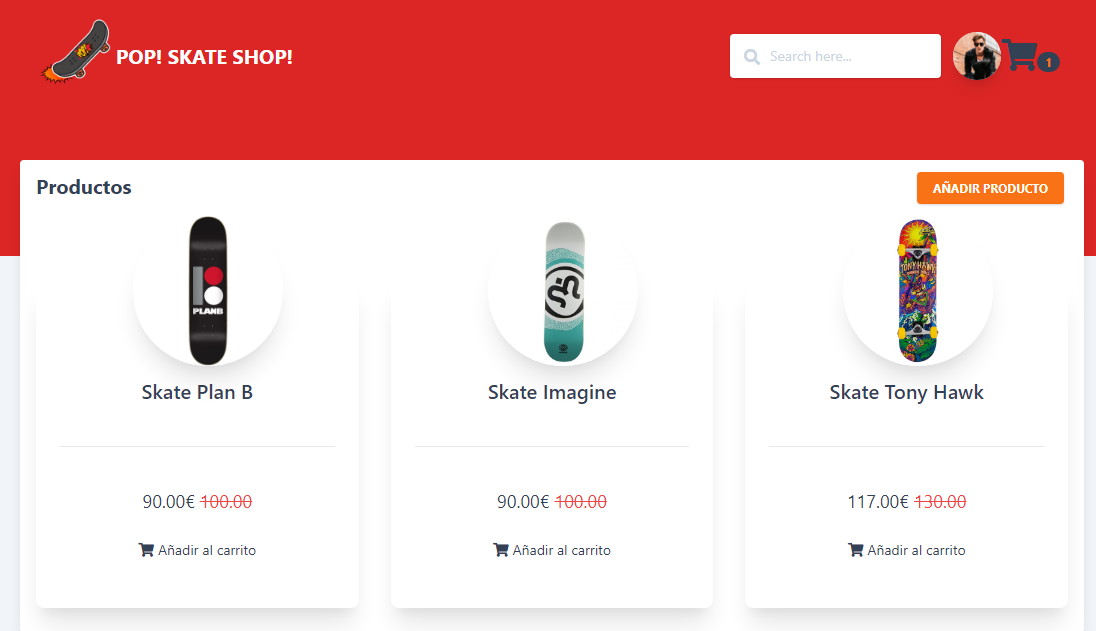 POP! SKATE SHOP!
Search here...
1
Productos
AÑADIR PRODUCTO
PLANB
TONY HAWK
Skate Plan B
Skate Imagine
Skate Tony Hawk
90.00€ 100.00
90.00€ 100.00
117.00€ 130.00
Añadir al carrito
Añadir al carrito
Añadir al carrito